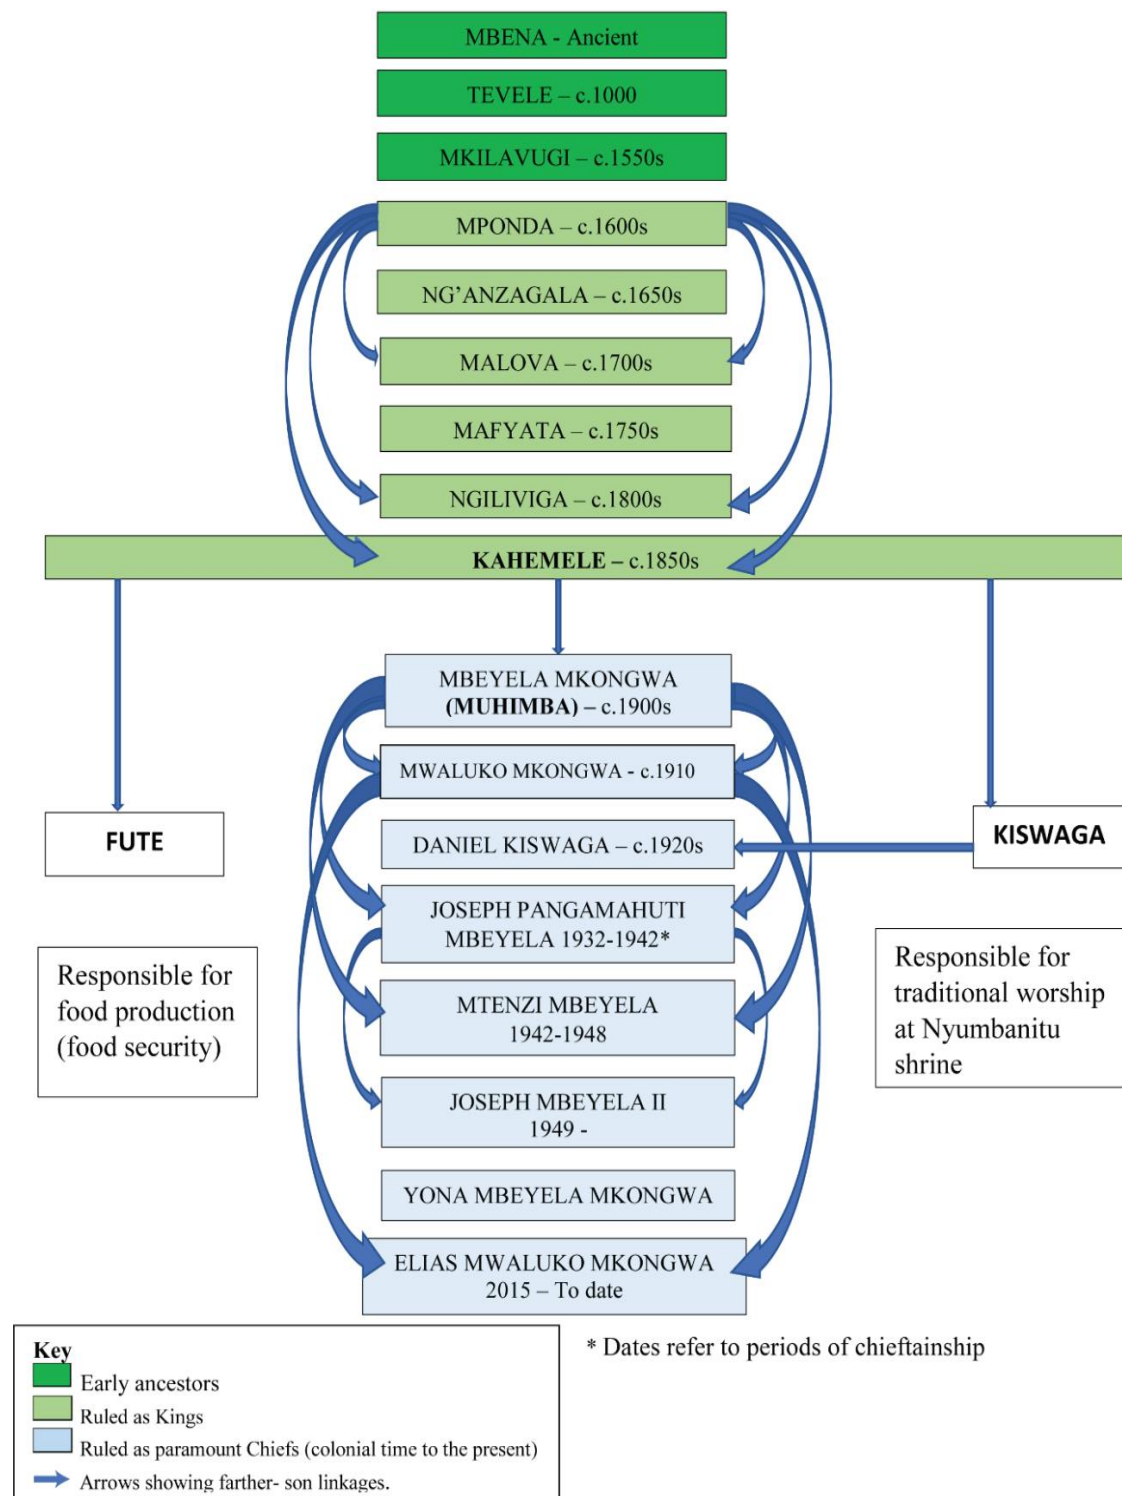 MBENA - Ancient
TEVELE – c.1000
MKILAVUGI – c.1550s
MPONDA – c.1600s
NG’ANZAGALA – c.1650s
MALOVA – c.1700s
MAFYATA – c.1750s
NGILIVIGA – c.1800s
KAHEMELE – c.1850s
MBEYELA MKONGWA
(MUHIMBA) – c.1900s
MWALUKO MKONGWA - c.1910
FUTE
DANIEL KISWAGA – c.1920s
KISWAGA
JOSEPH PANGAMAHUTI
MBEYELA 1932-1942*
Responsible for
food production
(food security)
Responsible for
traditional worship
at Nyumbanitu
shrine
MTENZI MBEYELA
1942-1948
JOSEPH MBEYELA II
1949 -
YONA MBEYELA MKONGWA
ELIAS MWALUKO MKONGWA
2015 – To date
* Dates refer to periods of chieftainship
Key
Early ancestors
Ruled as Kings
Ruled as paramount Chiefs (colonial time to the present)
Arrows showing farther- son linkages.